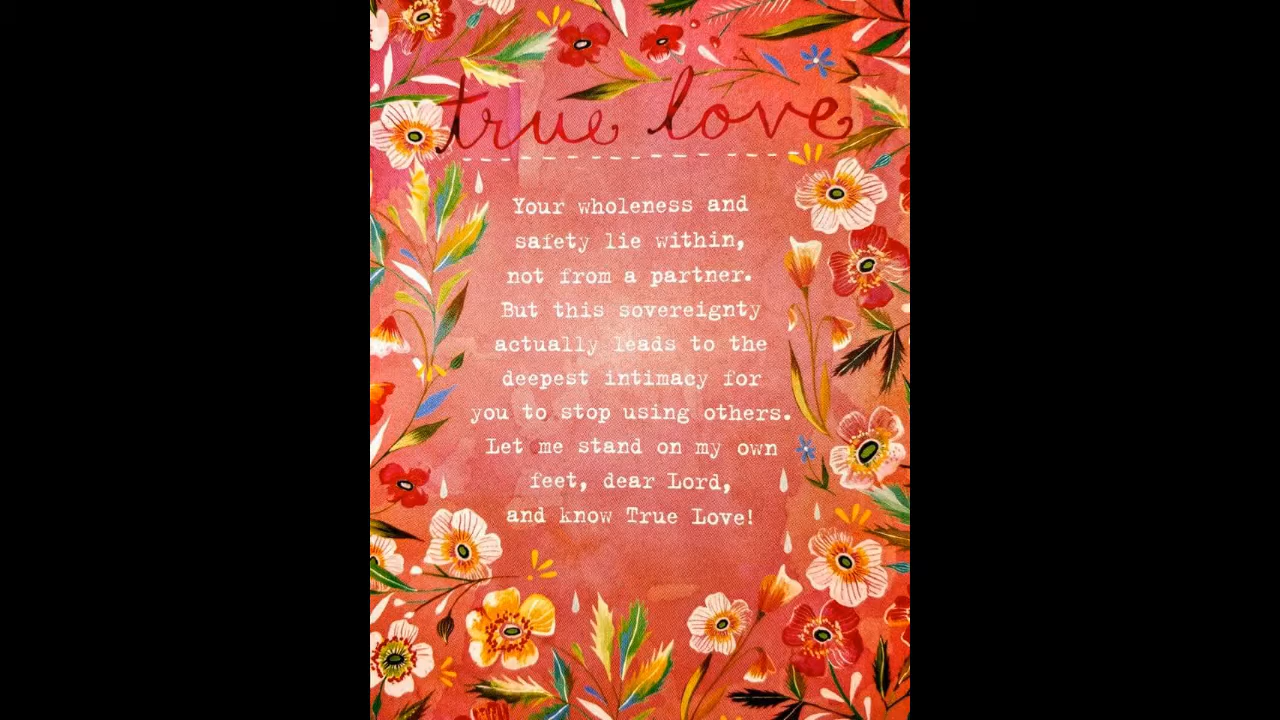 true love
Your wholeness and
safety lie within,
not from a partner.
But this sovereignty
actually leads to the
deepest intimacy for
you to stop using others.
Let me stand on my own
feet, dear Lord,
and know True Love!